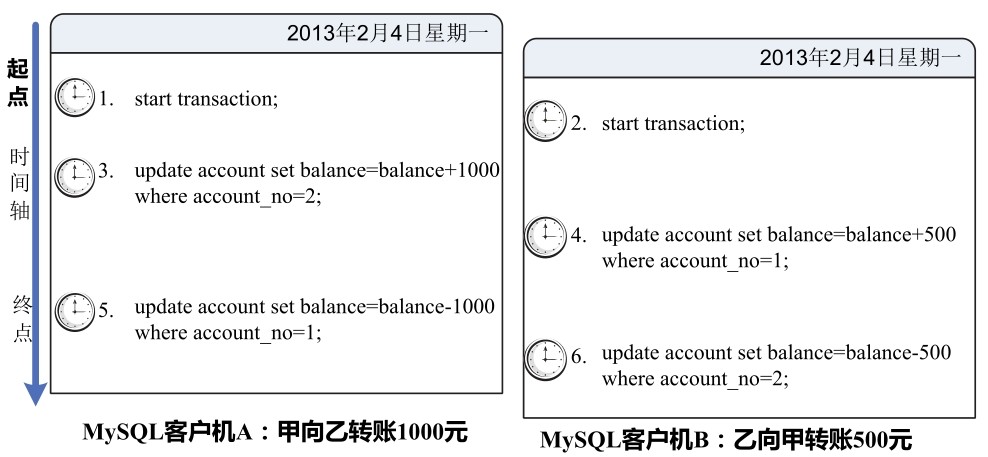 起
点
时
间
轴
终
点
2013年2月4日星期一
1. start transaction;
3. update account set balance=balance+1000
where account_no=2;
5. update account set balance=balance-1000
where account_no=1;
MySQL客户机A：甲向乙转账1000元
2013年2月4日星期一
2. start transaction;
4. update account set balance=balance+500
where account_no=1;
6. update account set balance=balance-500
where account_no=2;
MySQL客户机B：乙向甲转账500元